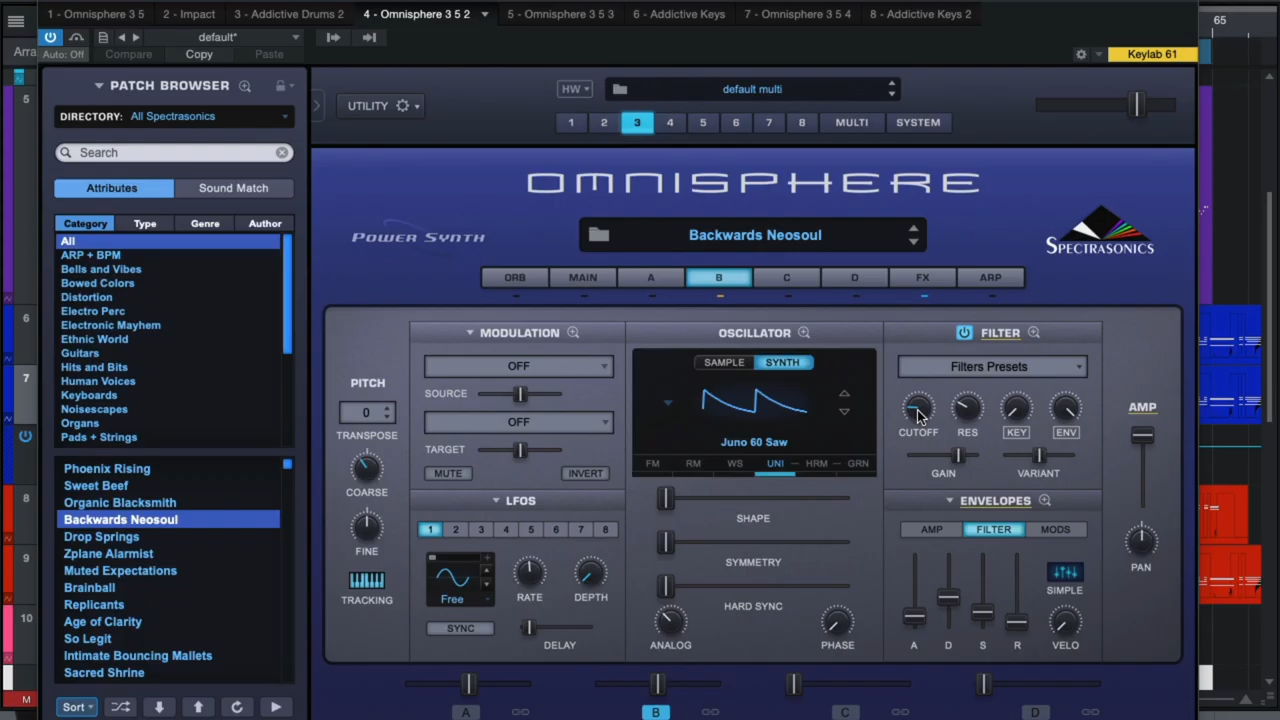 1 - Omnisphere 3 5
2 - Impact
3 - Addictive Drums 2
4 - Omnisphere 3 5 2
5 - Omnisphere 3 5 3
6 - Addictive Keys
7 - Omnisphere 3 5 4
8 - Addictive Keys 2
65
default*
Arra
Auto: Off
Compare
Copy
Paste
Keylab 61
PATCH BROWSER
DIRECTORY: All Spectrasonics
Search
Attributes
Sound Match
Category
Type
Genre
Author
All
ARP + BPM
Bells and Vibes
Bowed Colors
Distortion
Electro Perc
Electronic Mayhem
Ethnic World
Guitars
Hits and Bits
Human Voices
Keyboards
Noisescapes
Organs
Pads + Strings
Phoenix Rising
Sweet Beef
Organic Blacksmith
Backwards Neosoul
Drop Springs
Zplane Alarmist
Muted Expectations
Brainball
Replicants
Age of Clarity
So Legit
Intimate Bouncing Mallets
Sacred Shrine
Sort
5
6
7
8
9
10
M
UTILITY
HW
default multi
1
2
3
4
5
6
7
8
MULTI
SYSTEM
OMNISPHERE
POWER SYNTH
Backwards Neosoul
SPECTRASONICS
ORB
MAIN
A
B
C
D
FX
ARP
PITCH
0
TRANSPOSE
COARSE
FINE
TRACKING
MODULATION
OFF
SOURCE
OFF
TARGET
MUTE
INVERT
LFOS
1
2
3
4
5
6
7
8
Free
RATE
DEPTH
SYNC
DELAY
OSCILLATOR
SAMPLE
SYNTH
Juno 60 Saw
FM
RM
WS
UNI
HRM
GRN
SHAPE
SYMMETRY
HARD SYNC
ANALOG
PHASE
FILTER
Filters Presets
CUTOFF
RES
KEY
ENV
GAIN
VARIANT
ENVELOPES
AMP
FILTER
MODS
SIMPLE
A
D
S
R
VELO
AMP
PAN
A
B
C
D